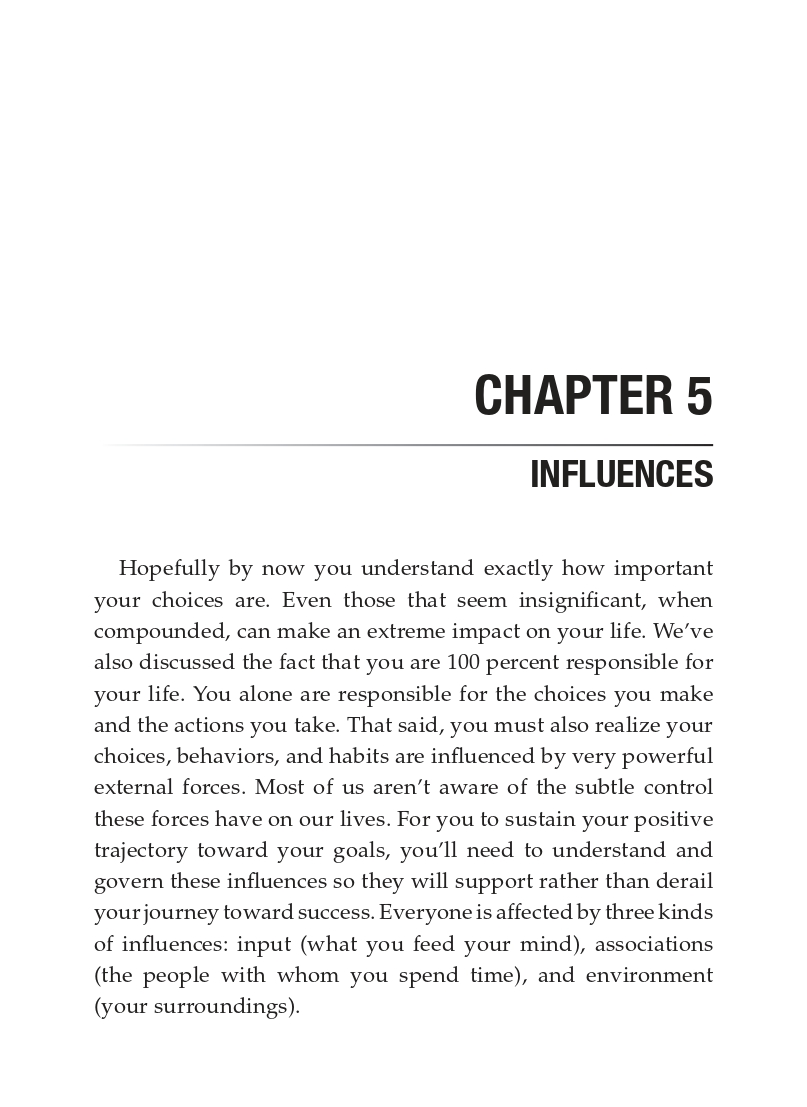 CHAPTER 5
INFLUENCES
Hopefully by now you understand exactly how important
your choices are. Even those that seem insignificant, when
compounded, can make an extreme impact on your life. We’ve
also discussed the fact that you are 100 percent responsible for
your life. You alone are responsible for the choices you make
and the actions you take. That said, you must also realize your
choices, behaviors, and habits are influenced by very powerful
external forces. Most of us aren’t aware of the subtle control
these forces have on our lives. For you to sustain your positive
trajectory toward your goals, you’ll need to understand and
govern these influences so they will support rather than derail
your journey toward success. Everyone is affected by three kinds
of influences: input (what you feed your mind), associations
(the people with whom you spend time), and environment
(your surroundings).